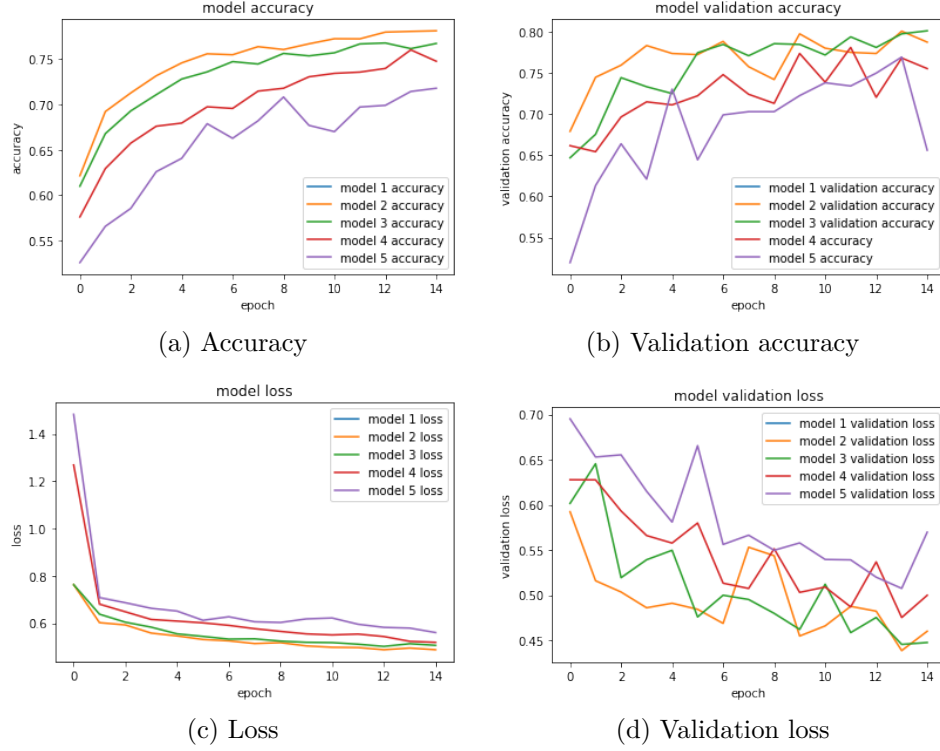 model accuracy
0.75
0.70
0.65
0.60
0.55
accuracy
model 1 accuracy
model 2 accuracy
model 3 accuracy
model 4 accuracy
model 5 accuracy
0 2 4 6 8 10 12 14
epoch
(a) Accuracy
model validation accuracy
0.80
0.75
0.70
0.65
0.60
0.55
validation accuracy
model 1 validation accuracy
model 2 validation accuracy
model 3 validation accuracy
model 4 accuracy
model 5 accuracy
0 2 4 6 8 10 12 14
epoch
(b) Validation accuracy
model loss
1.4
1.2
1.0
0.8
0.6
loss
model 1 loss
model 2 loss
model 3 loss
model 4 loss
model 5 loss
0 2 4 6 8 10 12 14
epoch
(c) Loss
model validation loss
0.70
0.65
0.60
0.55
0.50
0.45
validation loss
model 1 validation loss
model 2 validation loss
model 3 validation loss
model 4 validation loss
model 5 validation loss
0 2 4 6 8 10 12 14
epoch
(d) Validation loss